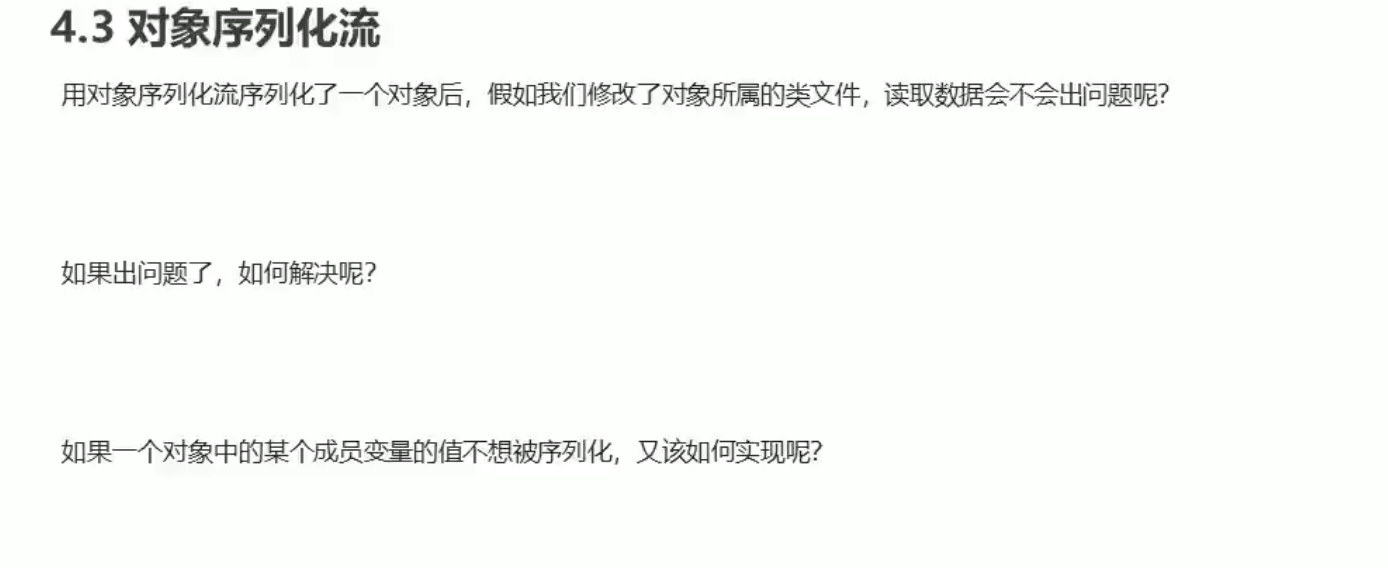 4.3 对象序列化流
用对象序列化流序列化了一个对象后，假如我们修改了对象所属的类文件，读取数据会不会出问题呢？
如果出问题了，如何解决呢？
如果一个对象中的某个成员变量的值不想被序列化，又该如何实现呢？